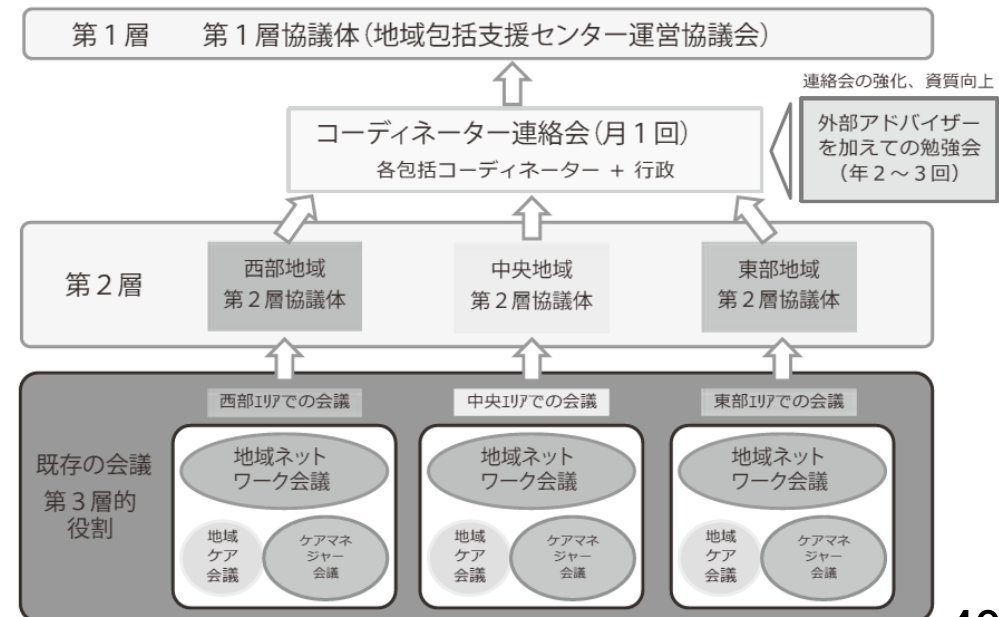 第１層　第１層協議体（地域包括支援センター運営協議会）
連絡会の強化、資質向上
外部アドバイザー
を加えての勉強会
（年２～３回）
コーディネーター連絡会（月１回）
各包括コーディネーター ＋ 行政
第２層
西部地域
第２層協議体
中央地域
第２層協議体
東部地域
第２層協議体
既存の会議
第３層的
役割
西部ｴﾘｱでの会議
地域ネット
ワーク会議
地域
ケア
会議
ケアマネ
ジャー
会議
中央ｴﾘｱでの会議
地域ネット
ワーク会議
地域
ケア
会議
ケアマネ
ジャー
会議
東部ｴﾘｱでの会議
地域ネット
ワーク会議
地域
ケア
会議
ケアマネ
ジャー
会議